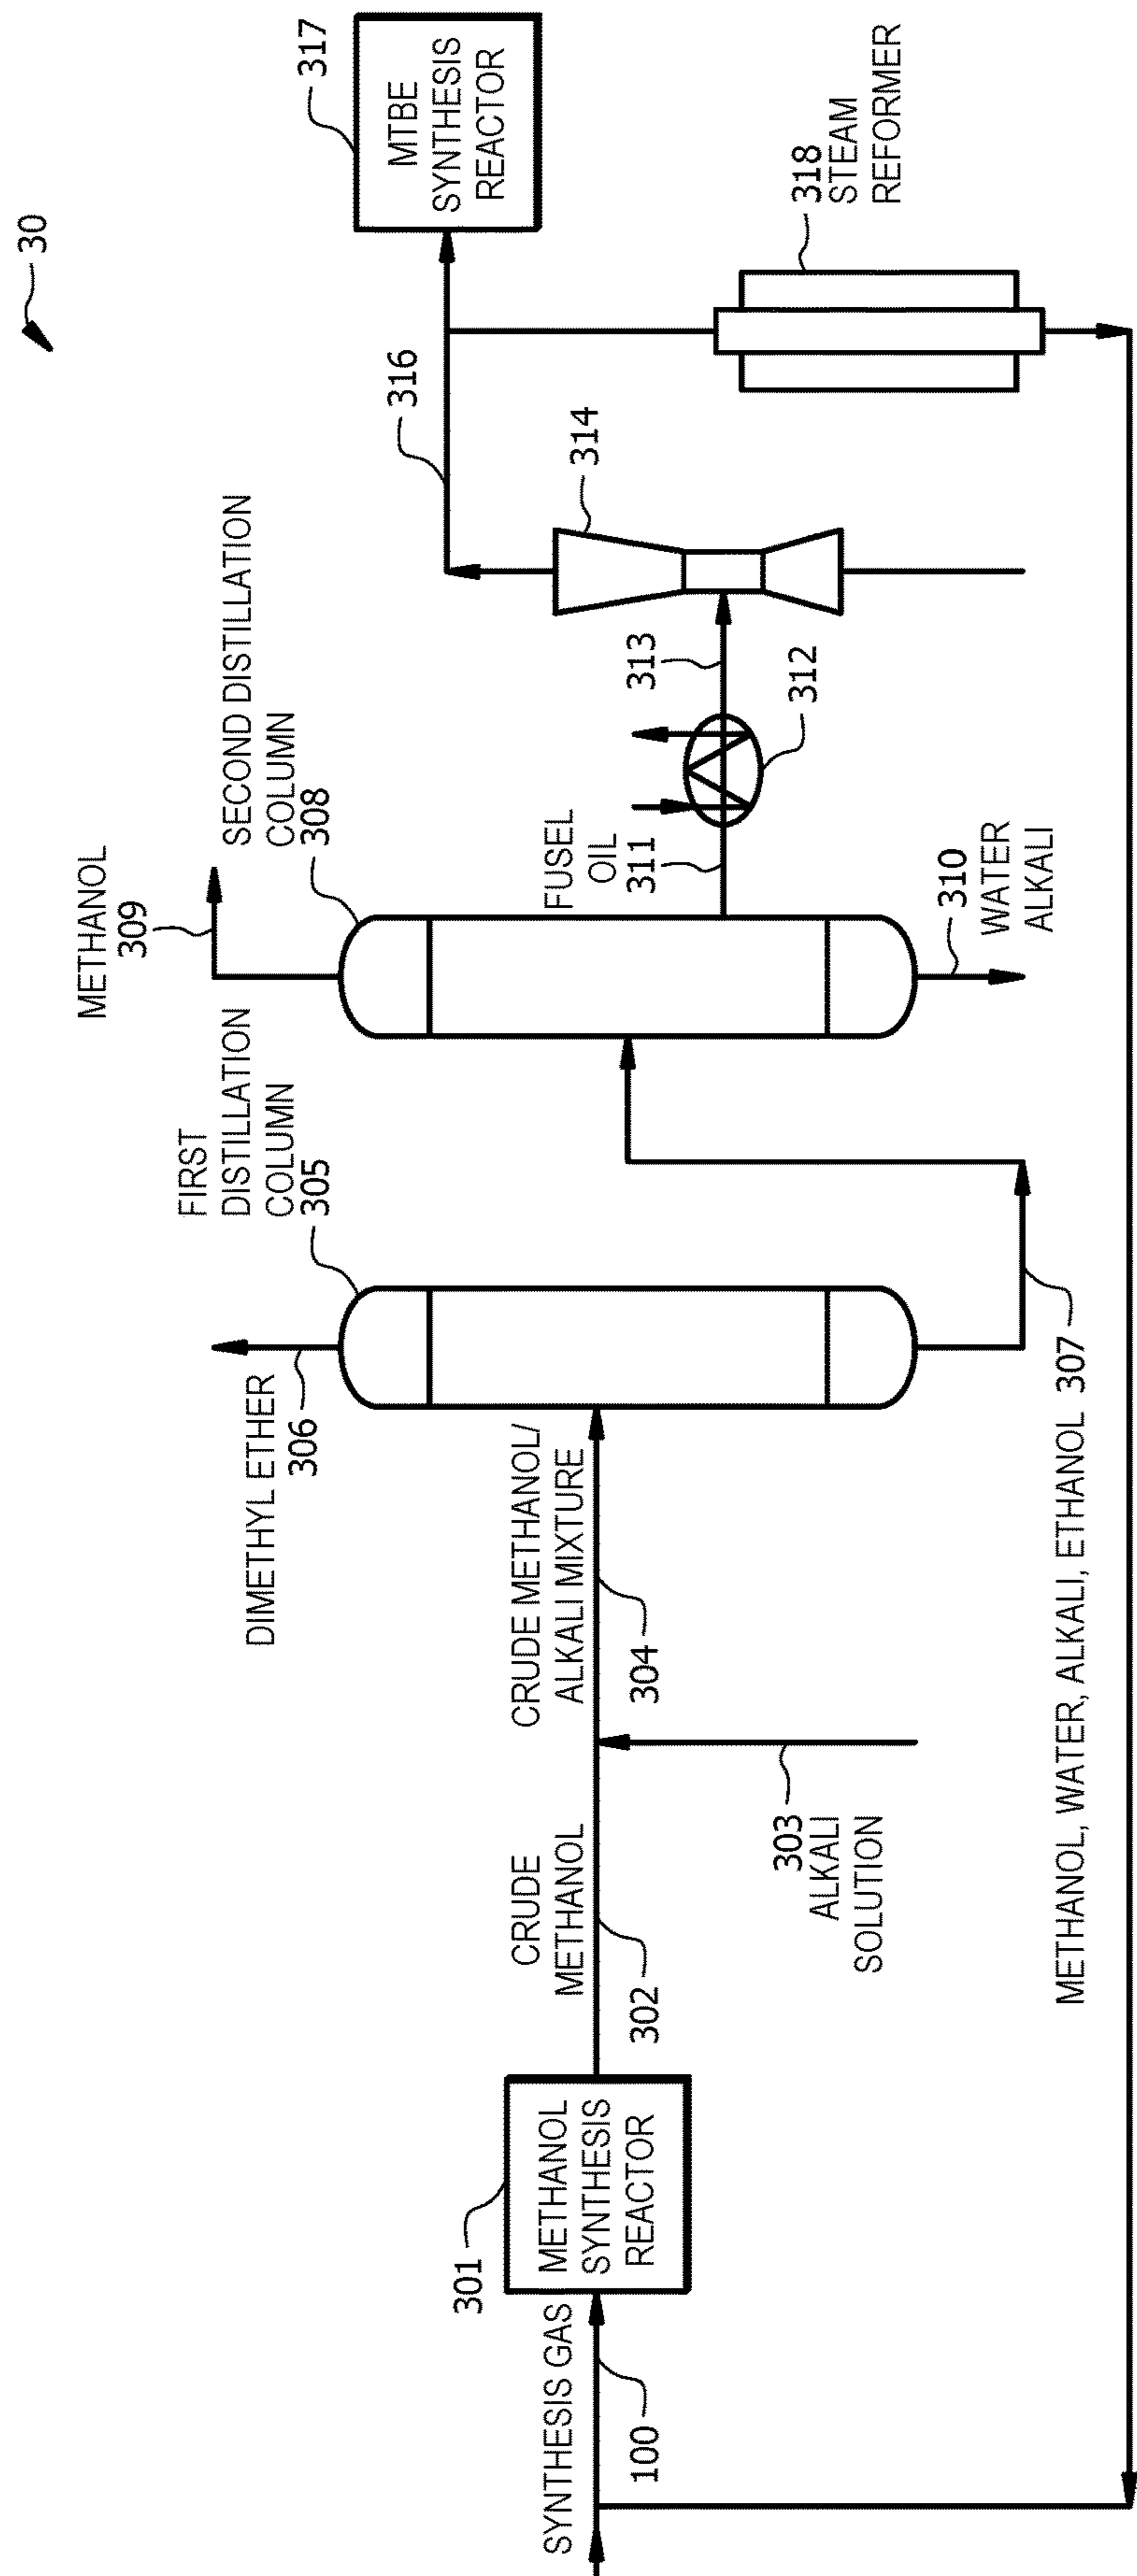 30
SYNTHESIS GAS
100
301
METHANOL
SYNTHESIS
REACTOR
CRUDE
METHANOL
302
303
ALKALI
SOLUTION
CRUDE METHANOL/
ALKALI MIXTURE
304
DIMETHYL ETHER
306
FIRST
DISTILLATION
COLUMN
305
METHANOL, WATER, ALKALI, ETHANOL 307
METHANOL
309
SECOND DISTILLATION
COLUMN
308
310
WATER
ALKALI
FUSEL
OIL
311
312
313
314
316
317
MTBE
SYNTHESIS
REACTOR
318
STEAM
REFORMER